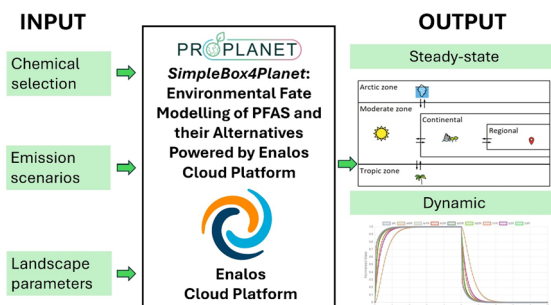 INPUT
OUTPUT
Chemical
selection
Emission
scenarios
Landscape
parameters
PROPLANET
SimpleBox4Planet:
Environmental Fate
Modelling of PFAS and
their Alternatives
Powered by Enalos
Cloud Platform
Enalos
Cloud Platform
Steady-state
Arctic zone
Moderate zone
Continental
Regional
Tropic zone
Dynamic